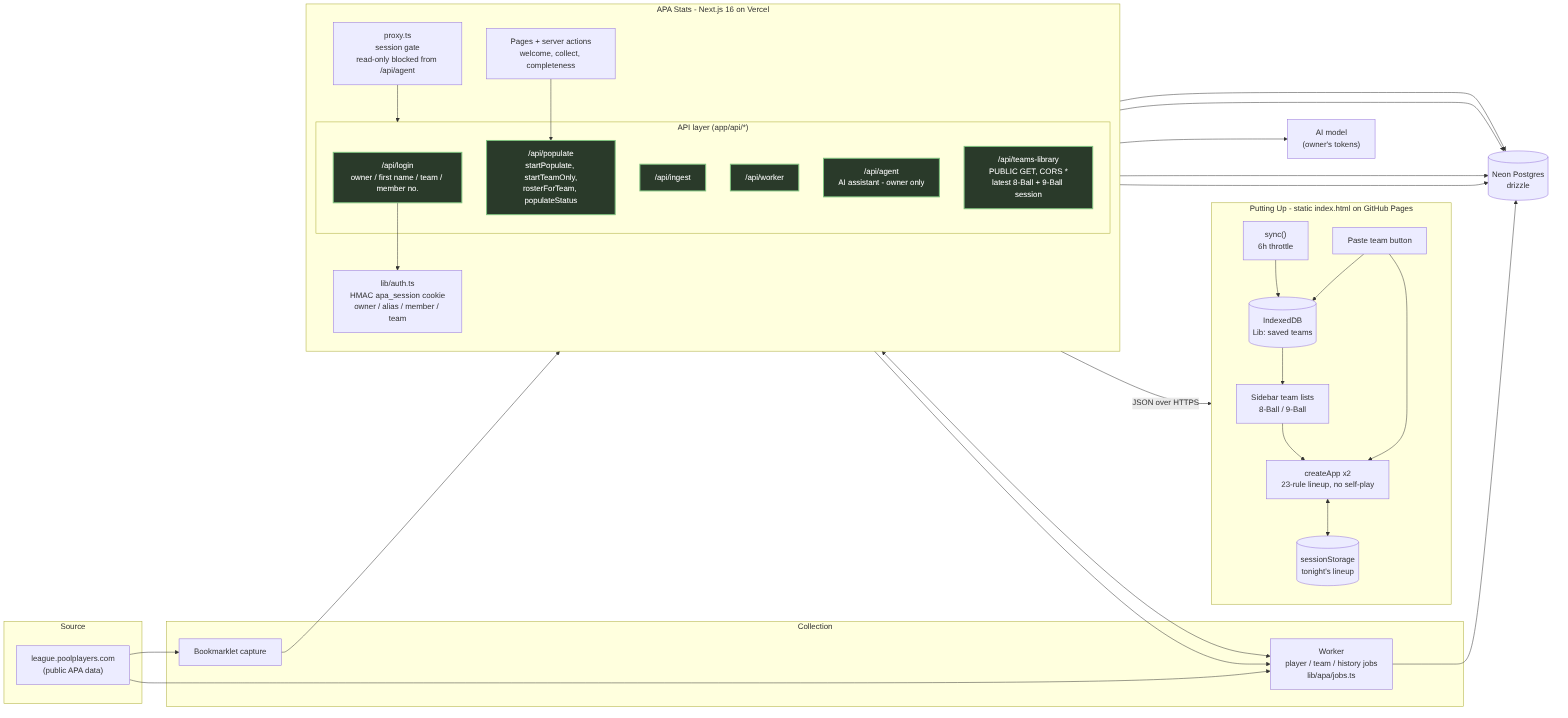 APA Stats - Next.js 16 on Vercel
proxy.ts
session gate
read-only blocked from
/api/agent
Pages + server actions
welcome, collect,
completeness
API layer (app/api/*)
/api/login
owner / first name / team /
member no.
/api/populate
startPopulate,
startTeamOnly,
rosterForTeam,
populateStatus
/api/ingest
/api/worker
/api/agent
AI assistant - owner only
/api/teams-library
PUBLIC GET, CORS *
latest 8-Ball + 9-Ball
session
lib/auth.ts
HMAC apa_session cookie
owner / alias / member /
team
AI model
(owner's tokens)
Neon Postgres
drizzle
JSON over HTTPS
Putting Up - static index.html on GitHub Pages
sync()
6h throttle
Paste team button
IndexedDB
Lib: saved teams
Sidebar team lists
8-Ball / 9-Ball
createApp x2
23-rule lineup, no self-play
sessionStorage
tonight's lineup
Source
league.poolplayers.com
(public APA data)
Collection
Bookmarklet capture
Worker
player / team / history jobs
lib/apa/jobs.ts